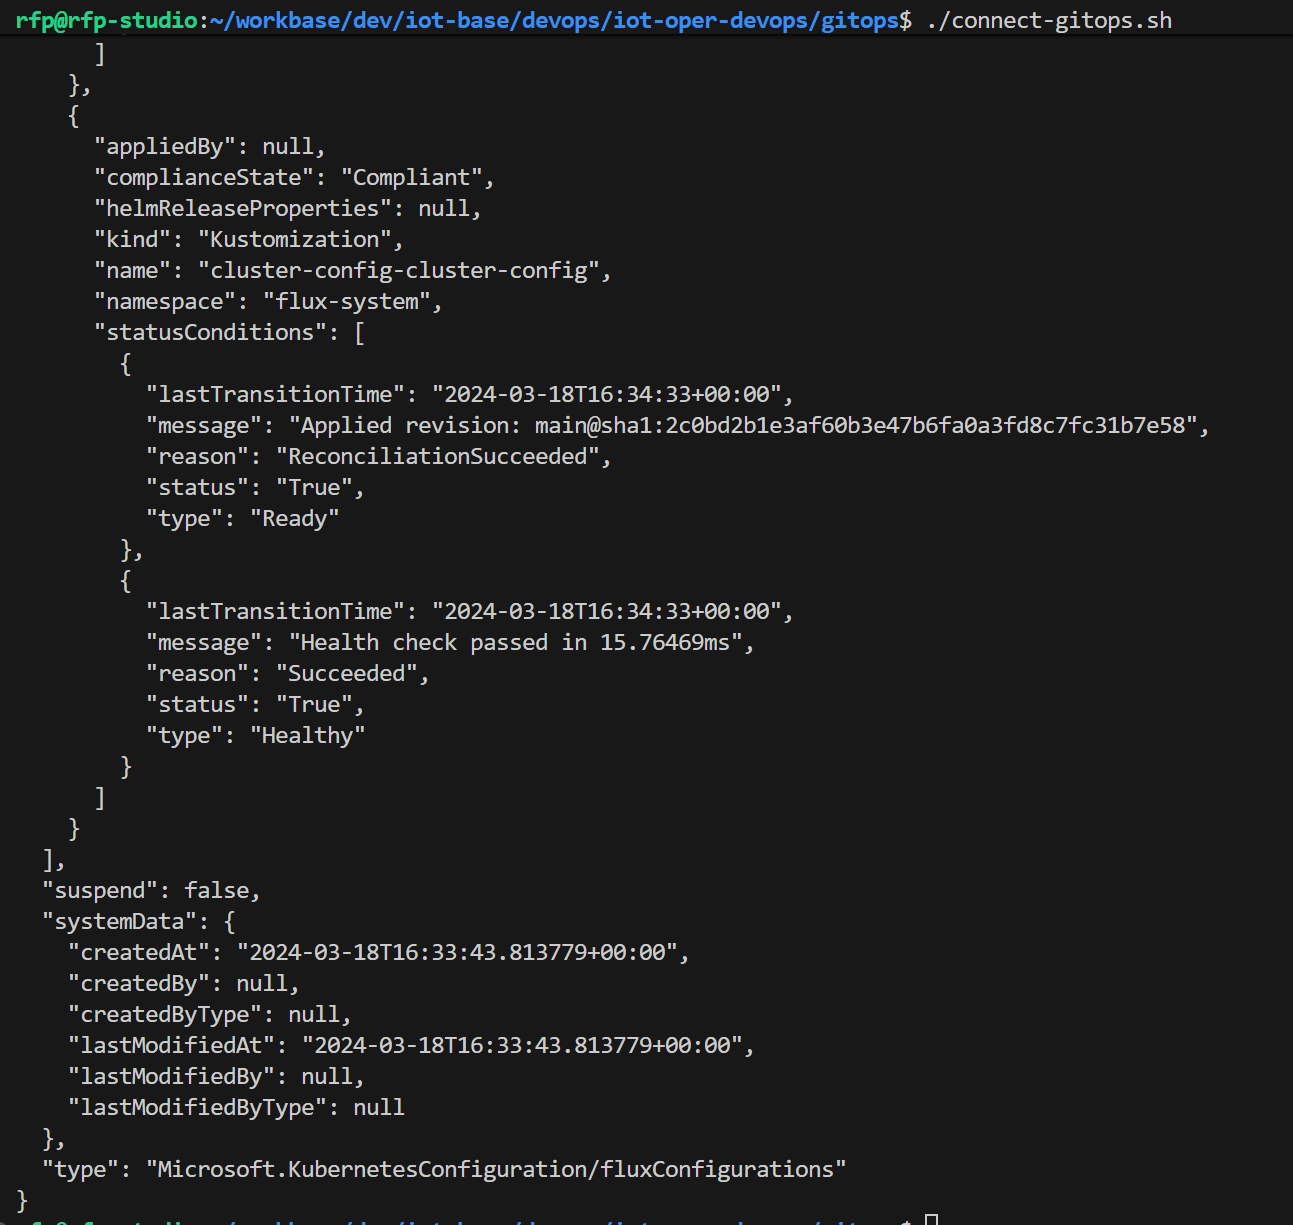 rfp@rfp-studio:~/workbase/dev/iot-base/devops/iot-oper-devops/gitops$ ./connect-gitops.sh
      ]
    },
    {
      "appliedBy": null,
      "complianceState": "Compliant",
      "helmReleaseProperties": null,
      "kind": "Kustomization",
      "name": "cluster-config-cluster-config",
      "namespace": "flux-system",
      "statusConditions": [
        {
          "lastTransitionTime": "2024-03-18T16:34:33+00:00",
          "message": "Applied revision: main@sha1:2c0bd2b1e3af60b3e47b6fa0a3fd8c7fc31b7e58",
          "reason": "ReconciliationSucceeded",
          "status": "True",
          "type": "Ready"
        },
        {
          "lastTransitionTime": "2024-03-18T16:34:33+00:00",
          "message": "Health check passed in 15.76469ms",
          "reason": "Succeeded",
          "status": "True",
          "type": "Healthy"
        }
      ]
    }
  ],
  "suspend": false,
  "systemData": {
    "createdAt": "2024-03-18T16:33:43.813779+00:00",
    "createdBy": null,
    "createdByType": null,
    "lastModifiedAt": "2024-03-18T16:33:43.813779+00:00",
    "lastModifiedBy": null,
    "lastModifiedByType": null
  },
  "type": "Microsoft.KubernetesConfiguration/fluxConfigurations"
}